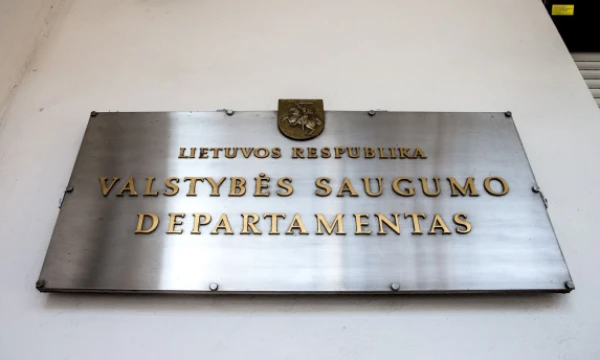 LIETUVOS RESPUBLIKA
VALSTYBĖS SAUGUMO
DEPARTAMENTAS